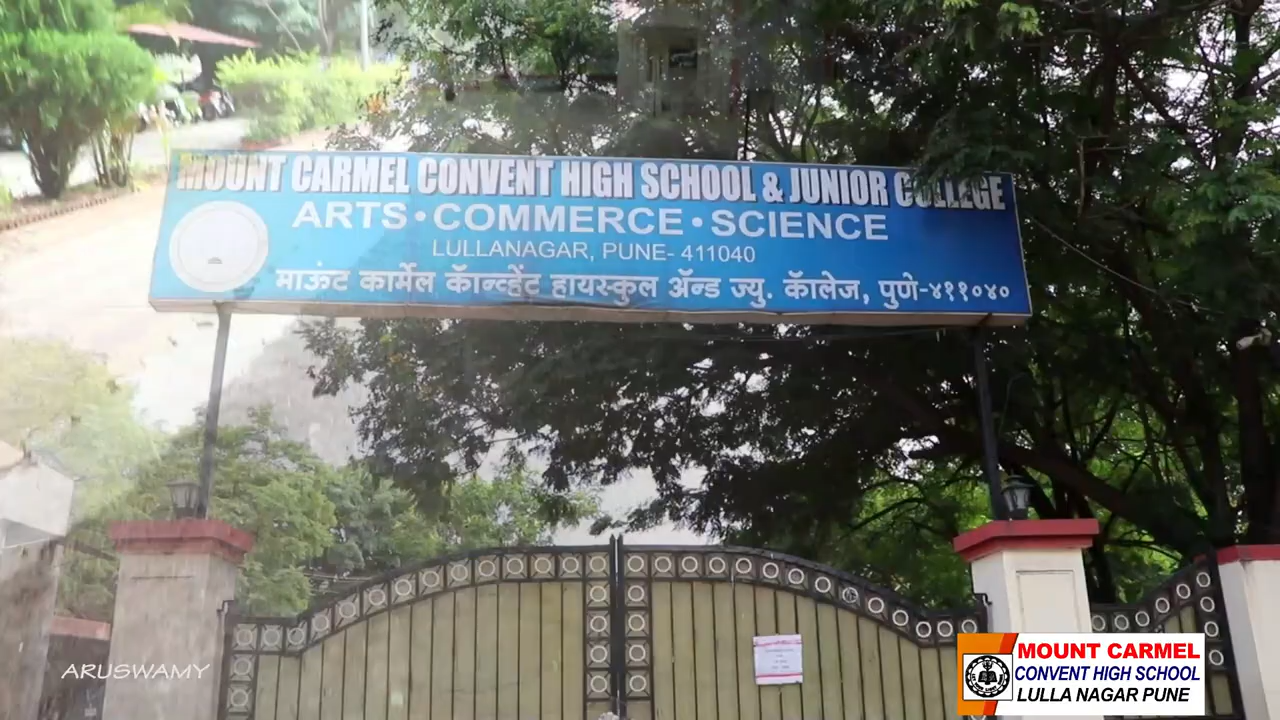 MOUNT CARMEL CONVENT HIGH SCHOOL & JUNIOR COLLEGE
ARTS • COMMERCE • SCIENCE
LULLANAGAR, PUNE- 411040
माऊंट कार्मेल कॅान्व्हेंट हायस्कुल ॲन्ड ज्यु. कॅालेज, पुणे-४११०४०
ARUSWAMY
MOUNT CARMEL
CONVENT HIGH SCHOOL
LULLA NAGAR PUNE